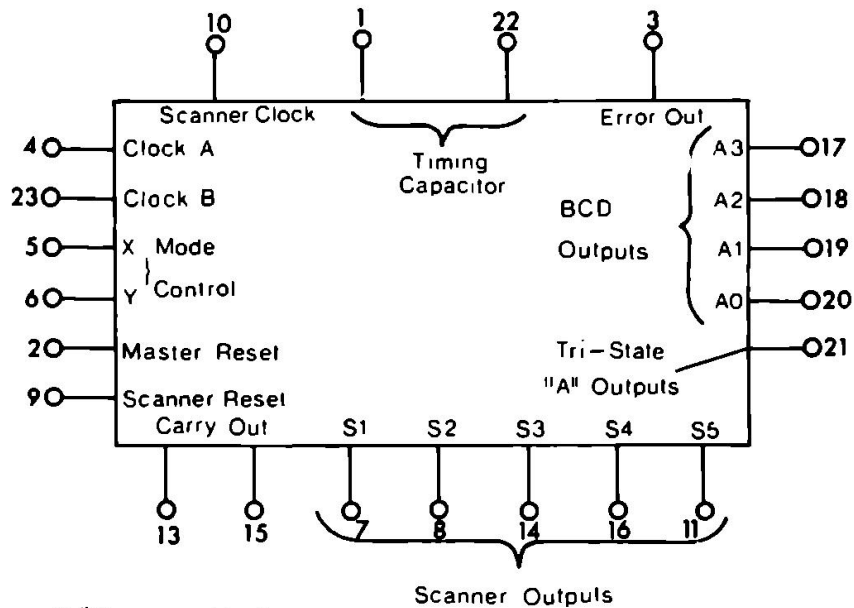 10 1 22 3
Scanner Clock Error Out
4 Clock A Timing A3 17
Capacitor
23 Clock B BCD A2 18
5 X Mode Outputs A1 19
6 Y Control A0 20
2 Master Reset Tri-State 21
"A" Outputs
9 Scanner Reset
Carry Out S1 S2 S3 S4 S5
13 15 7 8 14 16 11
Scanner Outputs